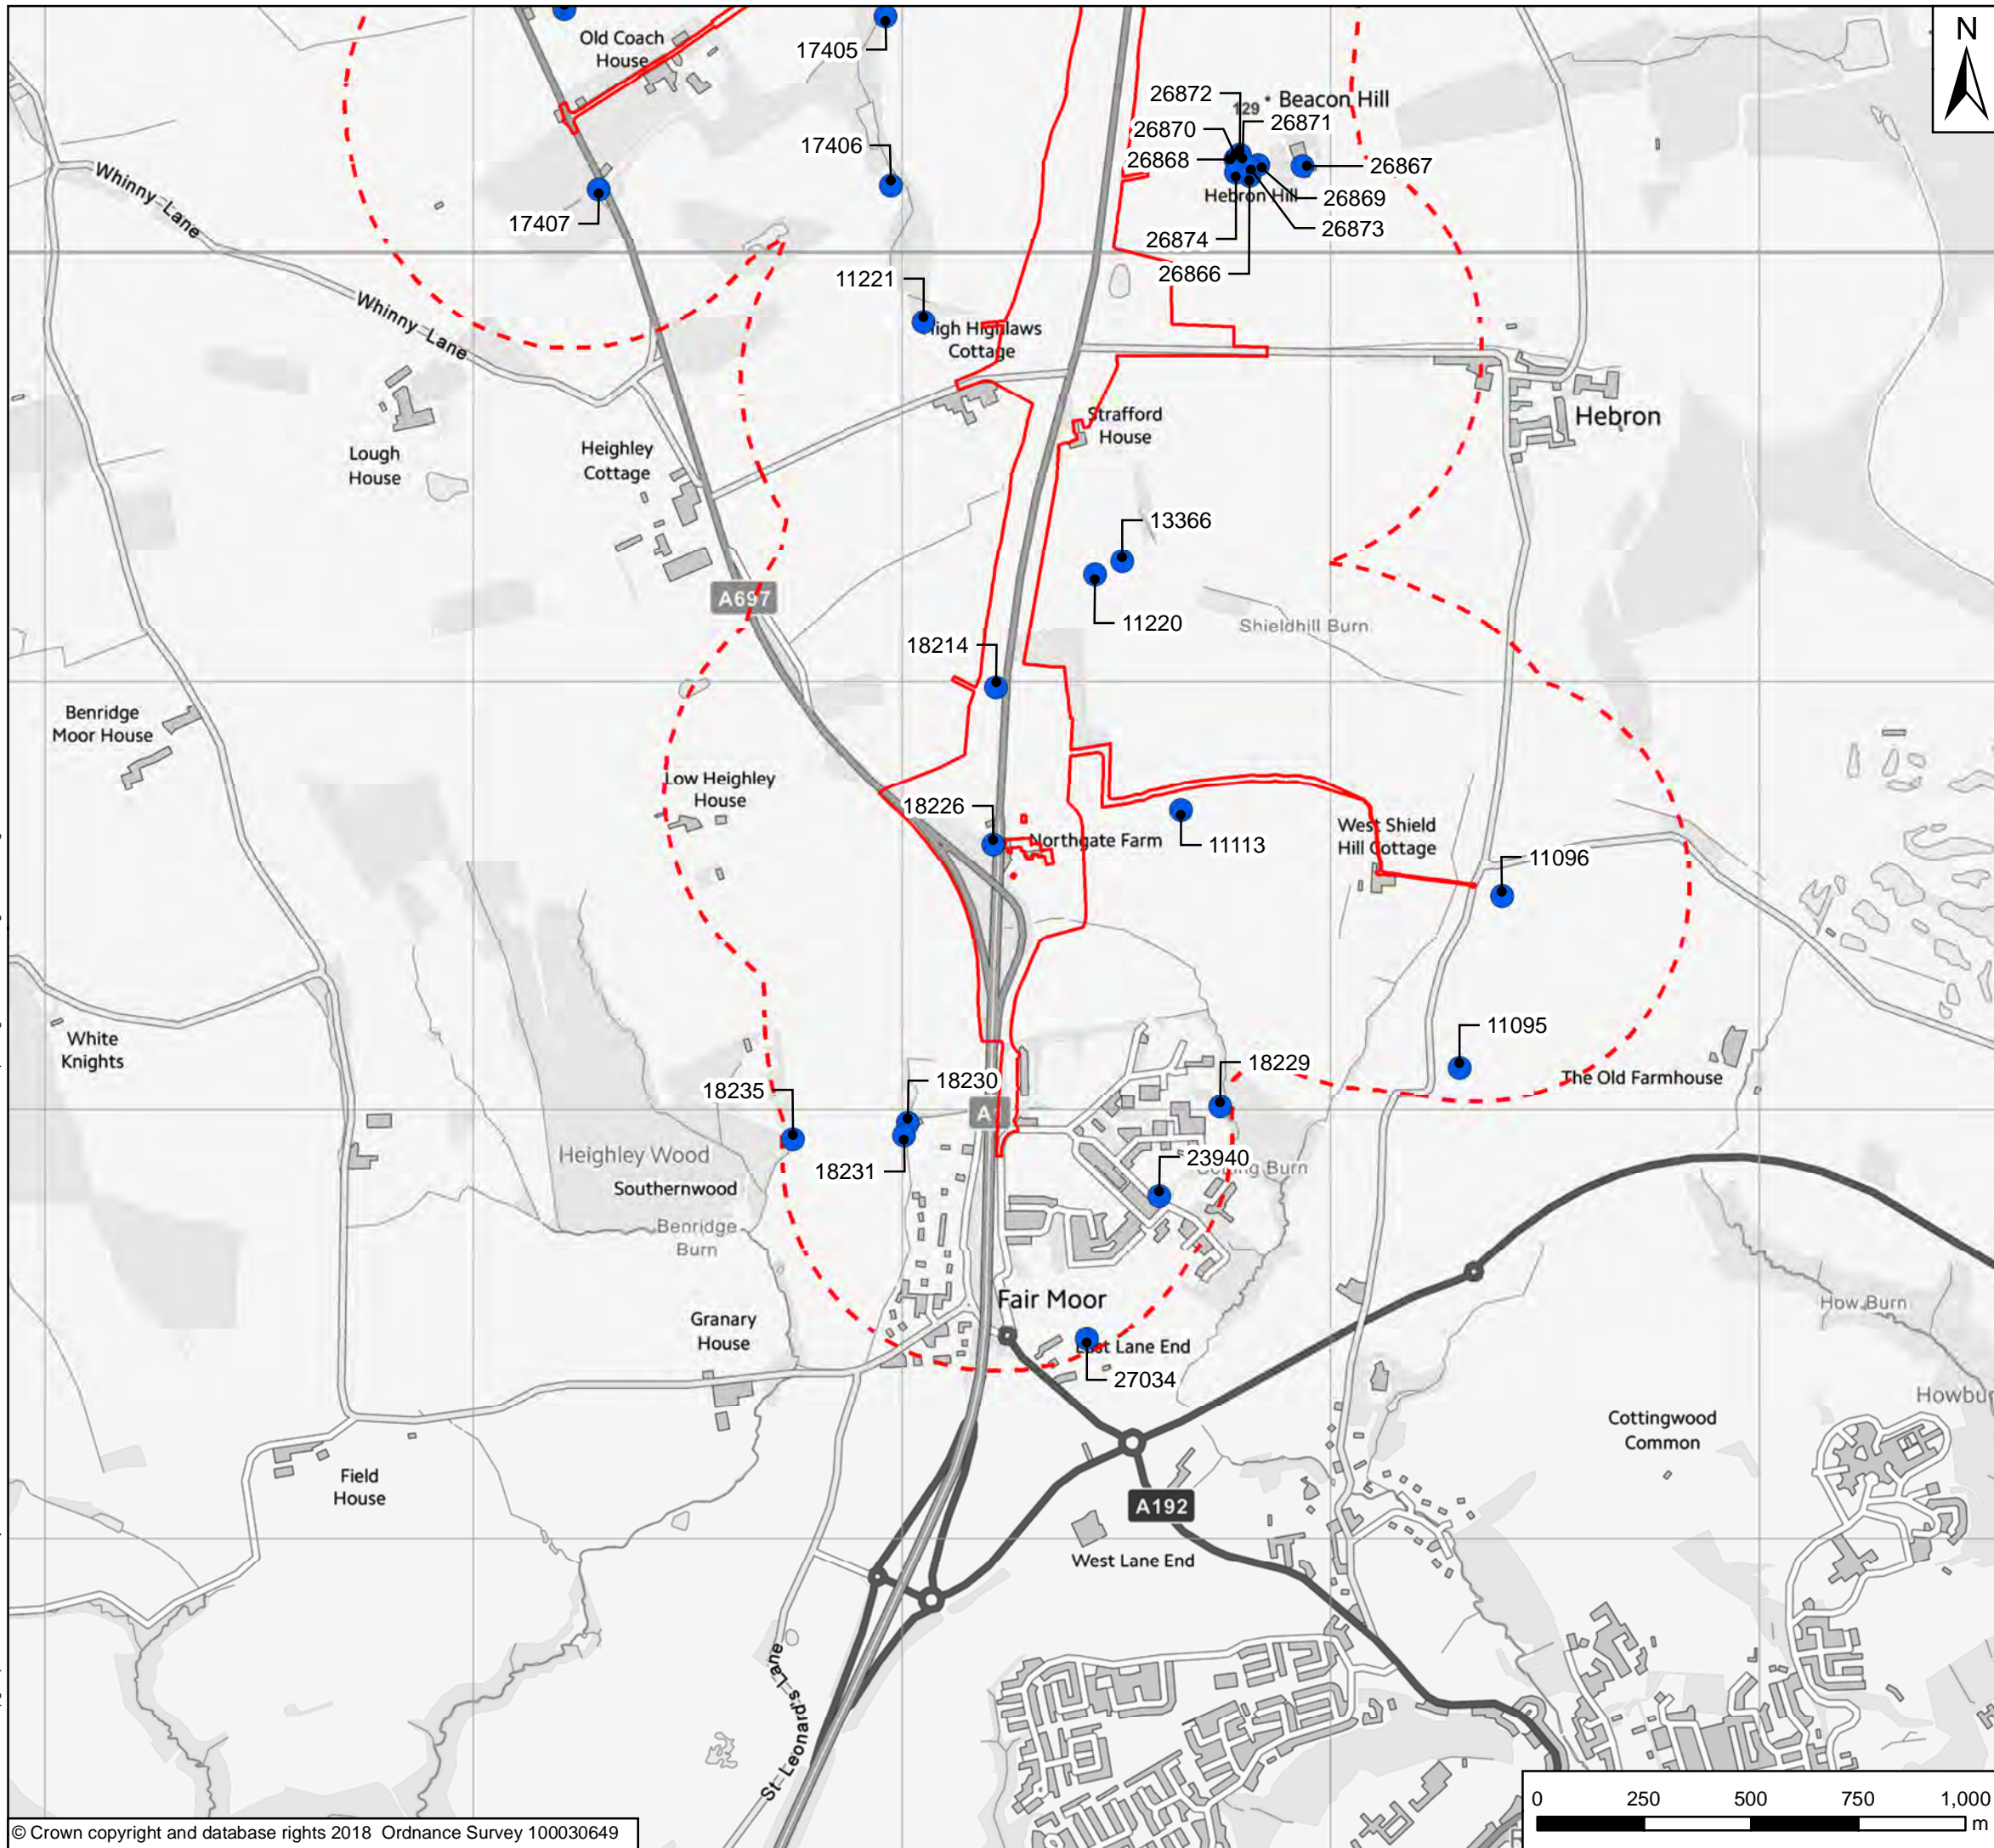 N
Old Coach
House
17405
26872
129
Beacon Hill
26870
26871
17406
26868
26867
Whinny Lane
Hebron Hill
26869
17407
26873
26874
26866
11221
Whinny Lane
High Highlaws
Cottage
Strafford
House
Hebron
Lough
House
Heighley
Cottage
13366
A697
11220
Shieldhill Burn
18214
Benridge
Moor House
Low Heighley
House
18226
Northgate Farm
11113
West Shield
Hill Cottage
11096
White
Knights
11095
18235
18230
18229
The Old Farmhouse
A1
Heighley Wood
Southernwood
18231
23940
Benridge
Burn
Fair Moor
How Burn
Granary
House
East Lane End
27034
Cottingwood
Common
Field
House
A192
West Lane End
St Leonard's Lane
0 250 500 750 1,000
m
© Crown copyright and database rights 2018 Ordnance Survey 100030649